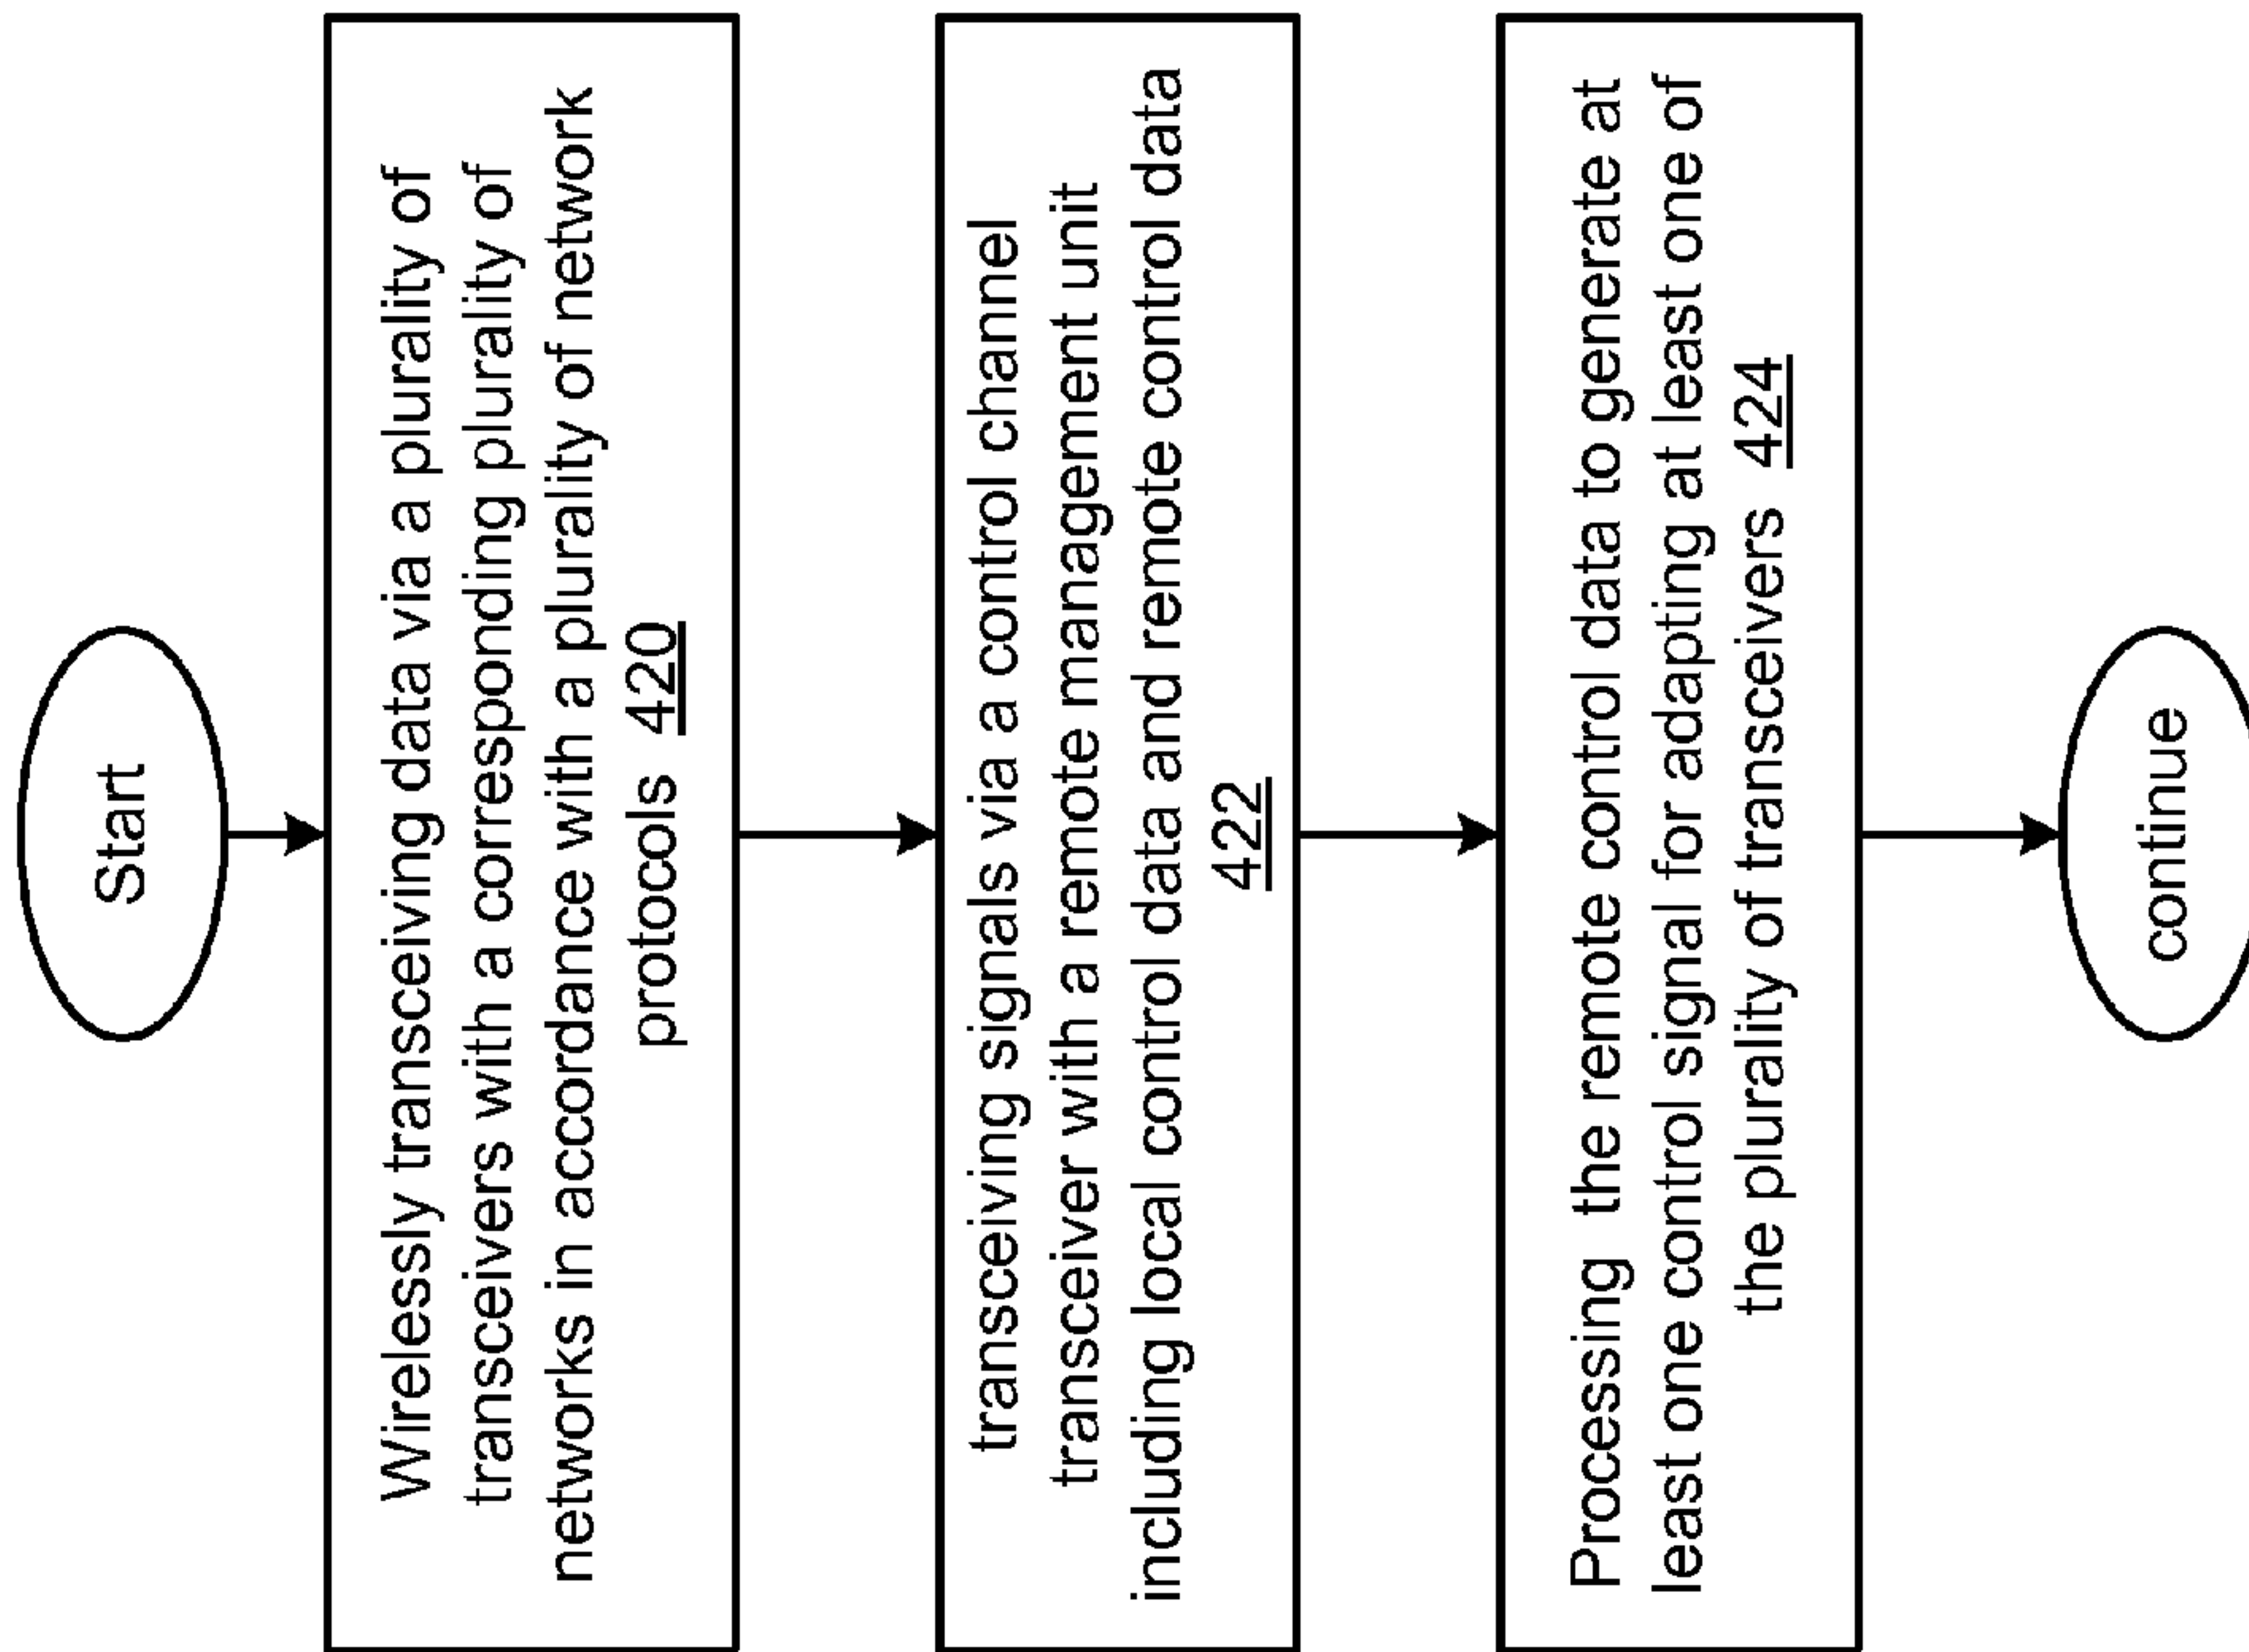 Start
Wirelessly transceiving data via a plurality of
transceivers with a corresponding plurality of
networks in accordance with a plurality of network
protocols 420
transceiving signals via a control channel
transceiver with a remote management unit
including local control data and remote control data
422
Processing the remote control data to generate at
least one control signal for adapting at least one of
the plurality of transceivers 424
continue